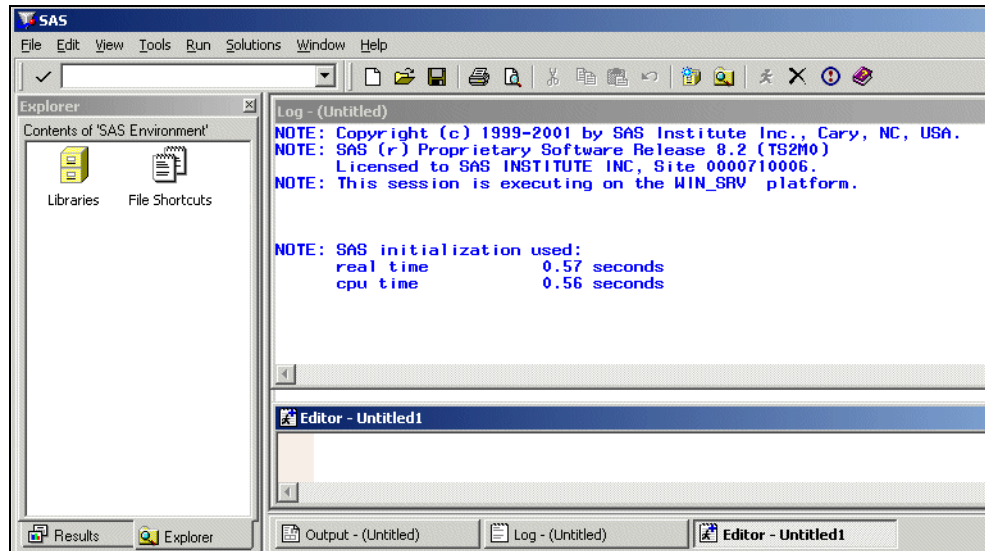 SAS
File Edit View Tools Run Solutions Window Help
Explorer
Contents of 'SAS Environment'
Libraries File Shortcuts
Log - (Untitled)
NOTE: Copyright (c) 1999-2001 by SAS Institute Inc., Cary, NC, USA.
NOTE: SAS (r) Proprietary Software Release 8.2 (TS2M0)
Licensed to SAS INSTITUTE INC, Site 0000710006.
NOTE: This session is executing on the WIN_SRV platform.
NOTE: SAS initialization used:
real time 0.57 seconds
cpu time 0.56 seconds
Editor - Untitled1
Results Explorer
Output - (Untitled) Log - (Untitled) Editor - Untitled1